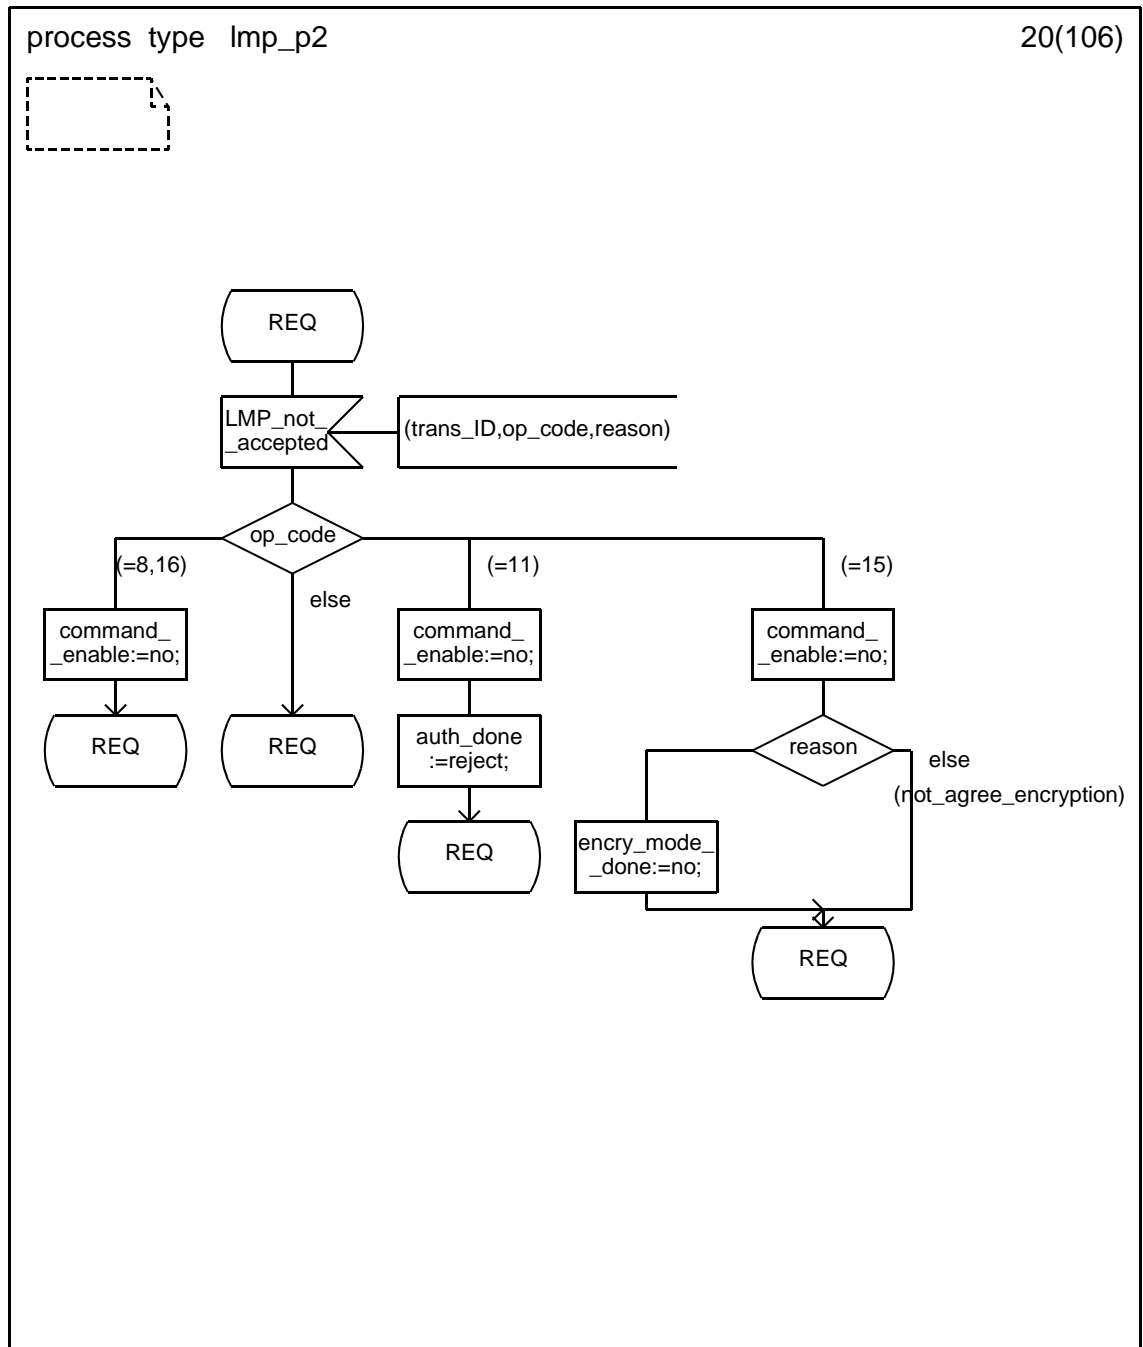 process type lmp_p2
20(106)
REQ
LMP_not_
_accepted
(trans_ID,op_code,reason)
op_code
(=8,16)
else
(=11)
(=15)
command_
_enable:=no;
command_
_enable:=no;
command_
_enable:=no;
REQ
REQ
auth_done
:=reject;
reason
else
(not_agree_encryption)
REQ
encry_mode_
_done:=no;
REQ